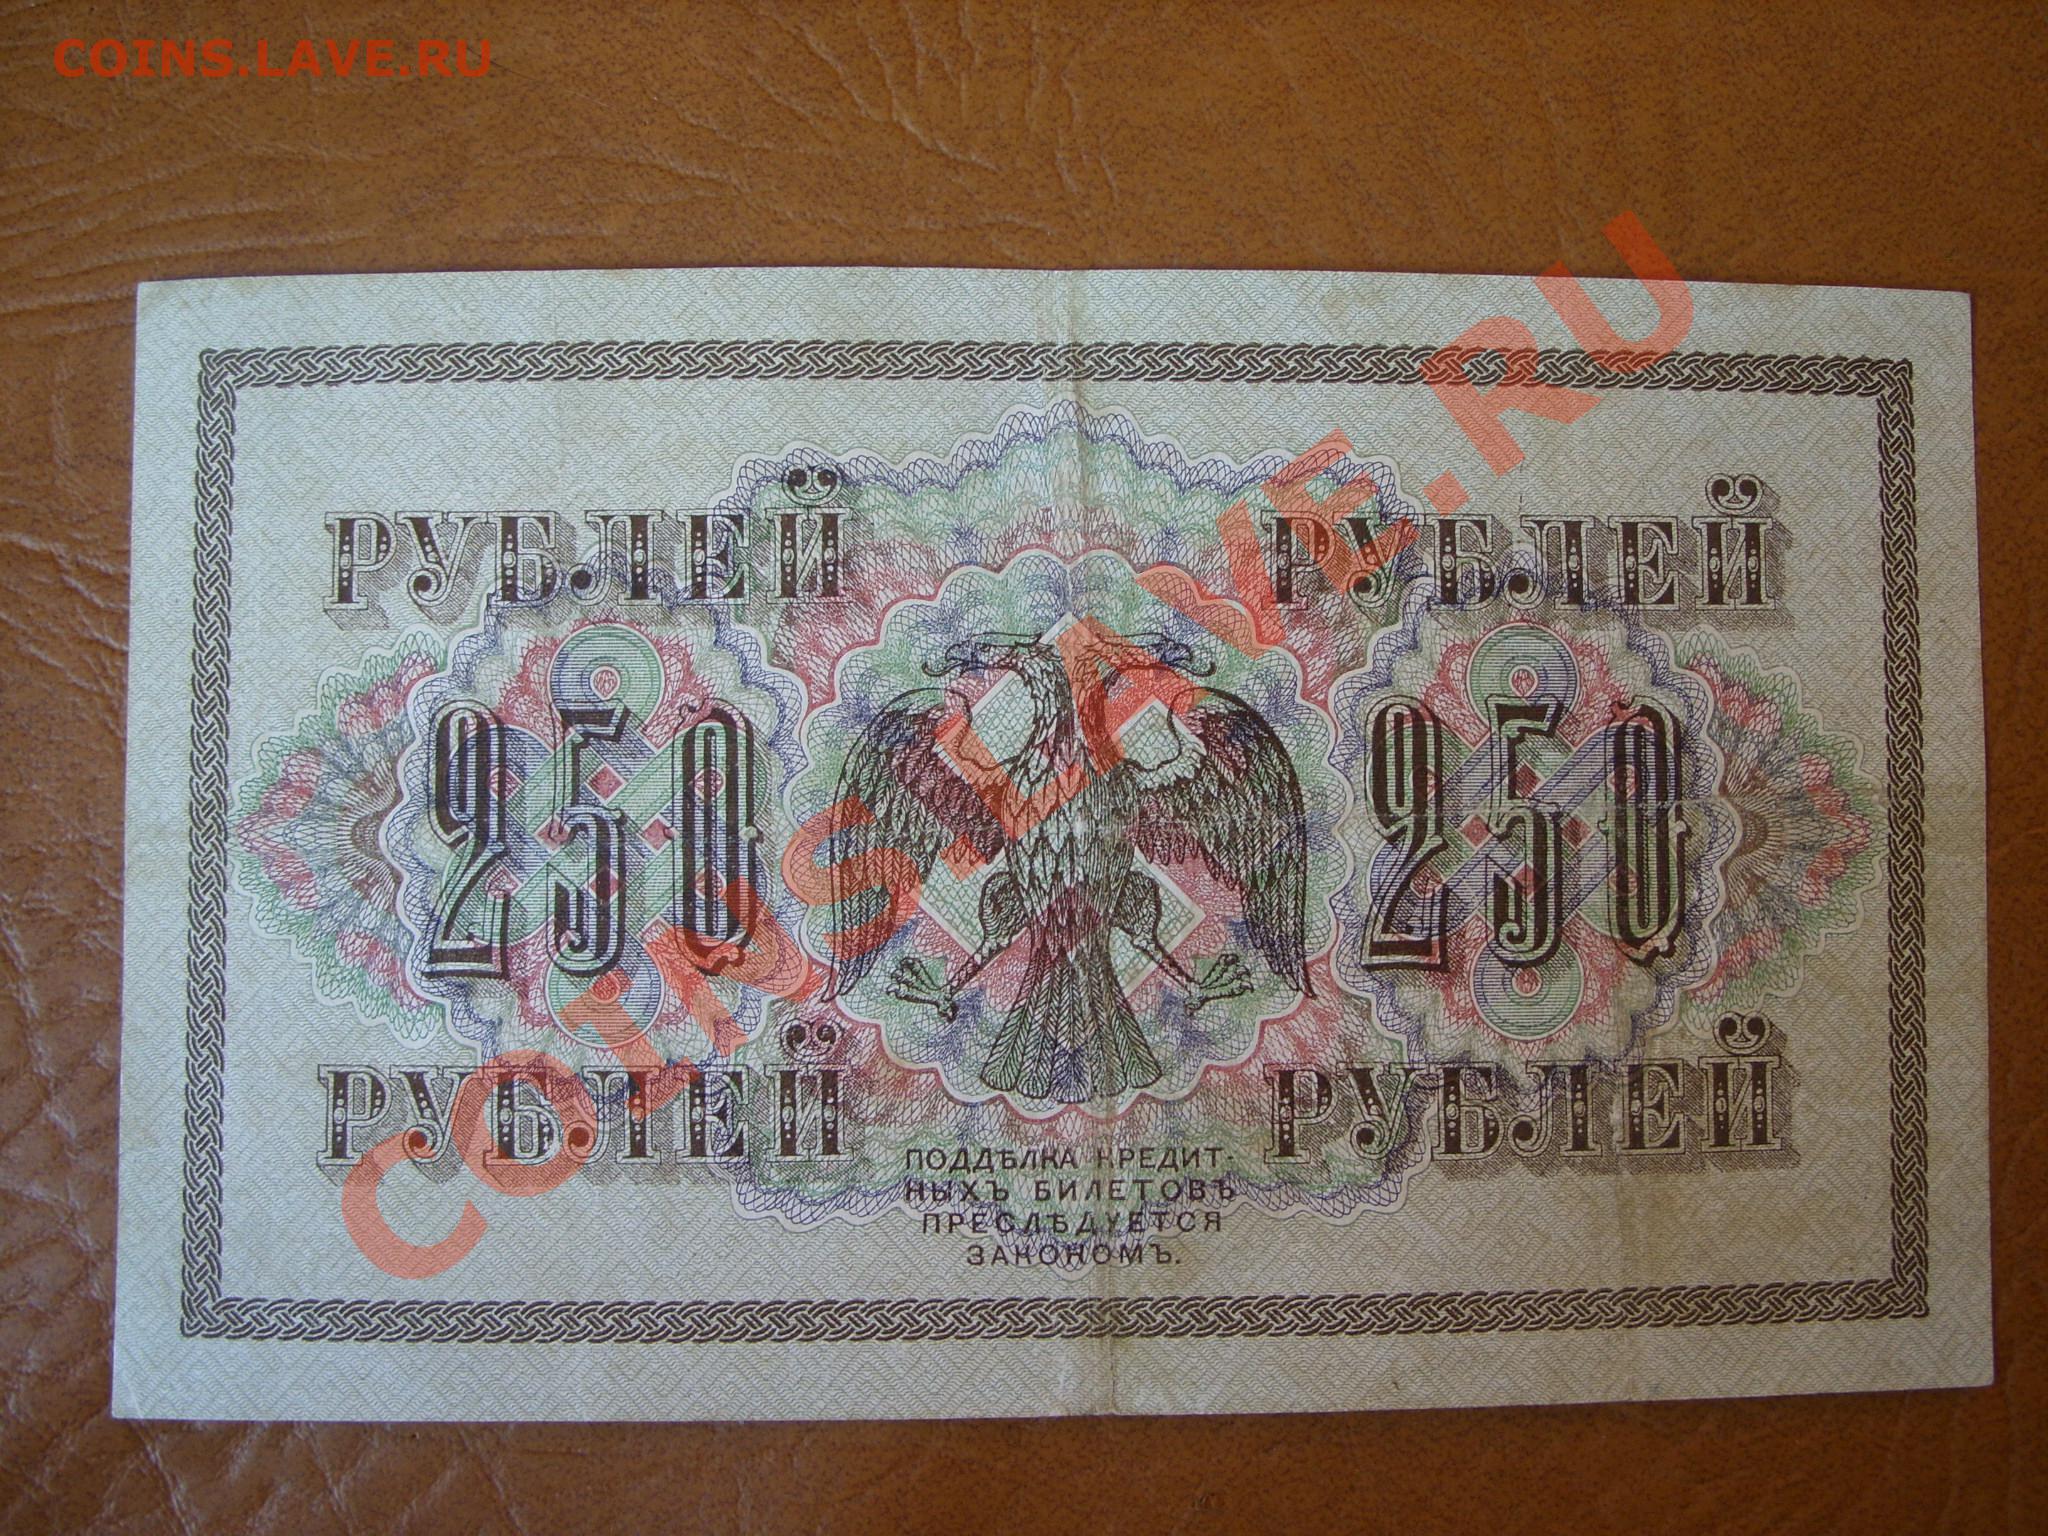 COINS.LAVE.RU
РУБЛЕЙ РУБЛЕЙ
250 250
РУБЛЕЙ РУБЛЕЙ
ПОДДѢЛКА КРЕДИТ-
НЫХЪ БИЛЕТОВЪ
ПРЕСЛѢДУЕТСЯ
ЗАКОНОМЪ.
COINS.LAVE.RU